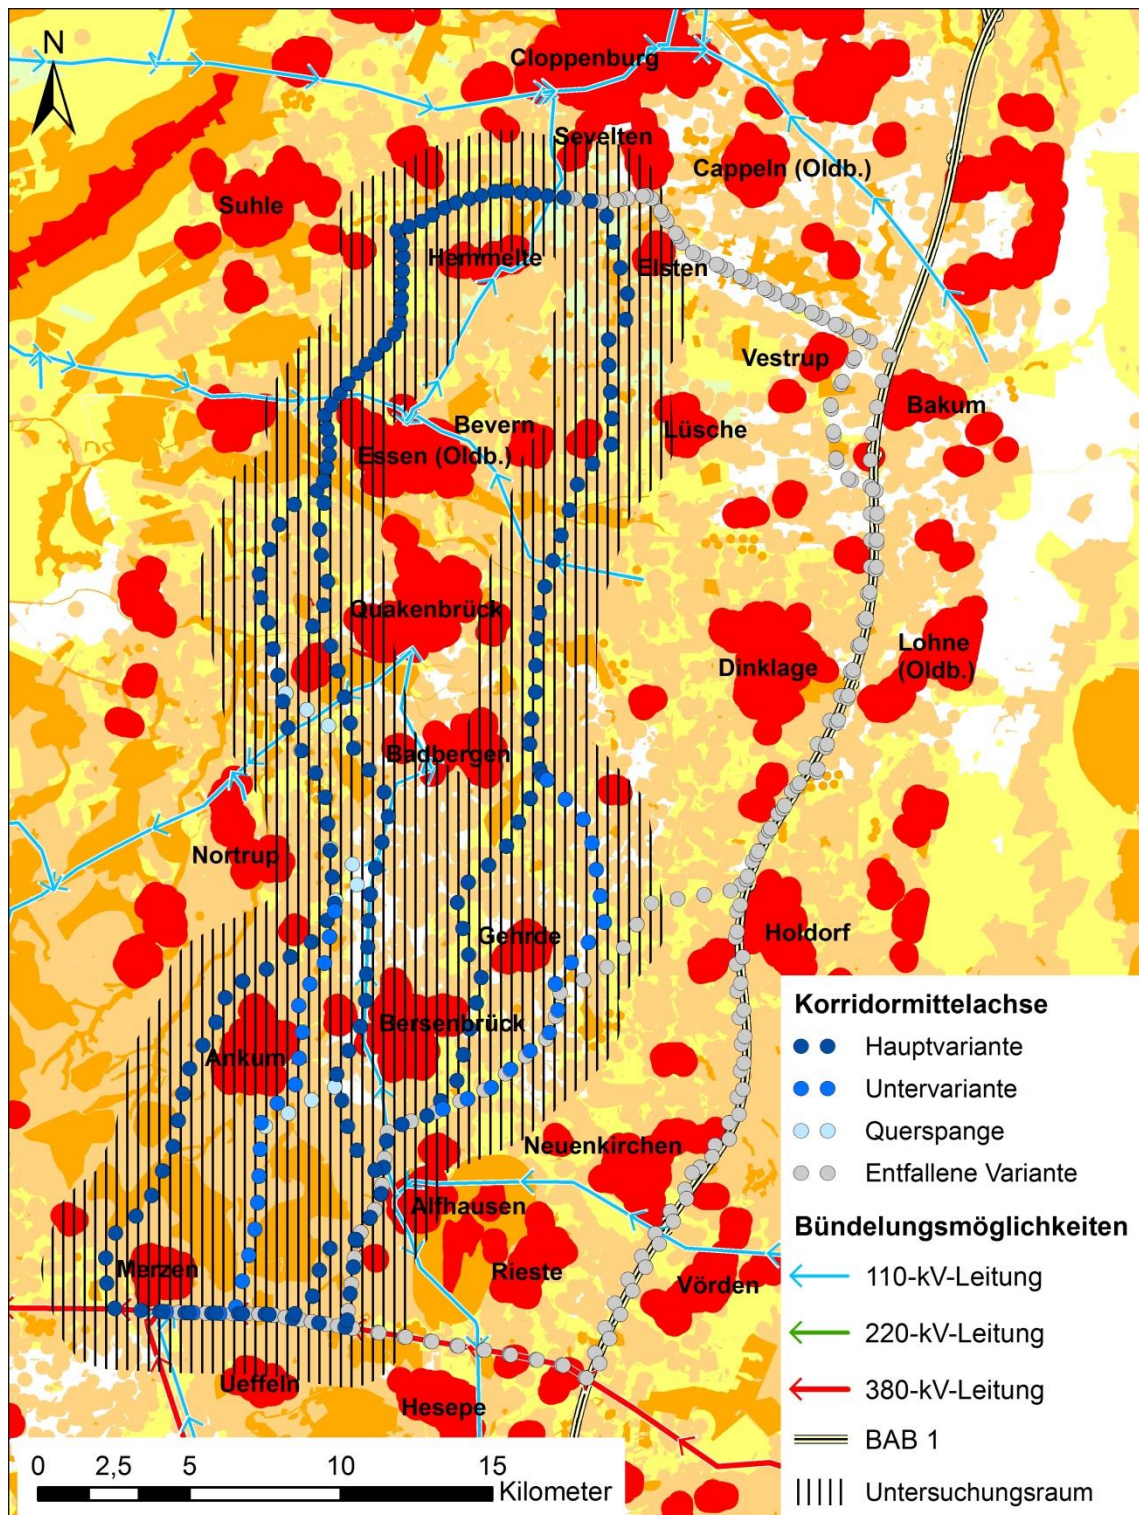 N
Cloppenburg
Sevelten
Cappeln (Oldb.)
Suhle
Hemmelte
Elsten
Vestrup
Bakum
Bevern
Lüsche
Essen (Oldb.)
Quakenbrück
Dinklage
Lohne
(Oldb.)
Badbergen
Nortrup
Gehrde
Holdorf
Bersenbrück
Ankum
Neuenkirchen
Alfhausen
Merzen
Rieste
Vörden
Ueffeln
Hesepe
Korridormittelachse
Hauptvariante
Untervariante
Querspange
Entfallene Variante
Bündelungsmöglichkeiten
110-kV-Leitung
220-kV-Leitung
380-kV-Leitung
BAB 1
Untersuchungsraum
0 2,5 5 10 15
Kilometer